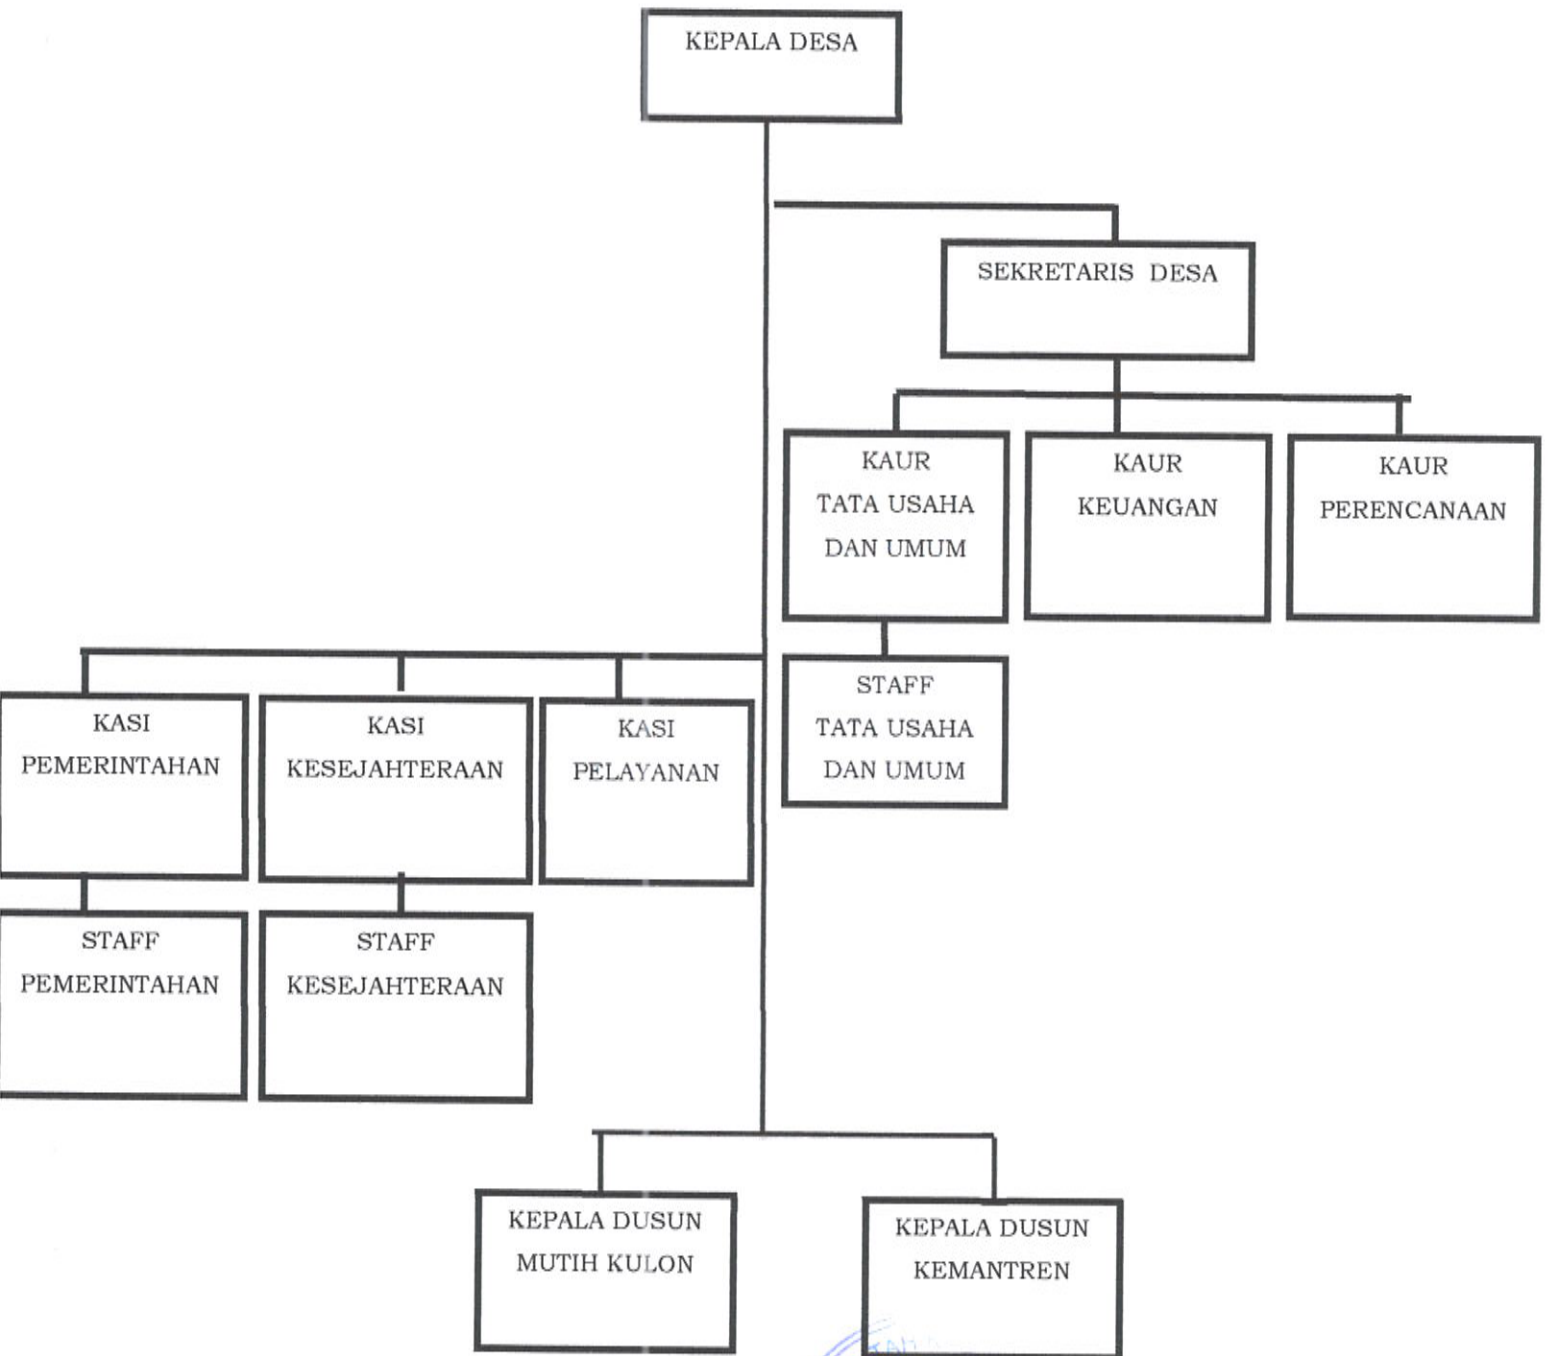 KEPALA DESA
SEKRETARIS DESA
KAUR
TATA USAHA
DAN UMUM
KAUR
KEUANGAN
KAUR
PERENCANAAN
STAFF
TATA USAHA
DAN UMUM
KASI
PEMERINTAHAN
KASI
KESEJAHTERAAN
KASI
PELAYANAN
STAFF
PEMERINTAHAN
STAFF
KESEJAHTERAAN
KEPALA DUSUN
MUTIH KULON
KEPALA DUSUN
KEMANTREN